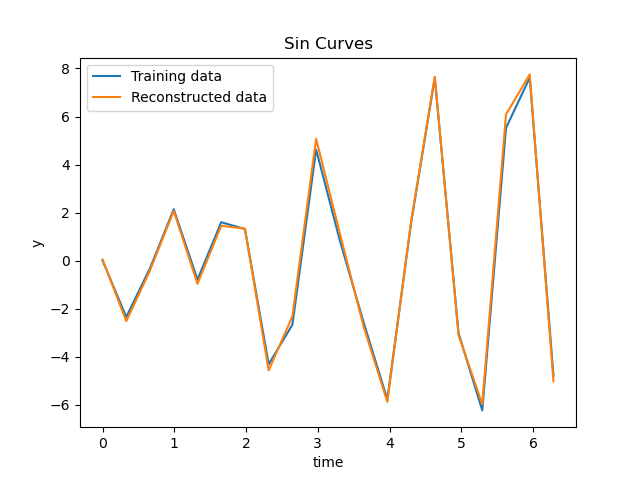 Sin Curves
Training data
Reconstructed data
y
8
6
4
2
0
−2
−4
−6
0 1 2 3 4 5 6
time